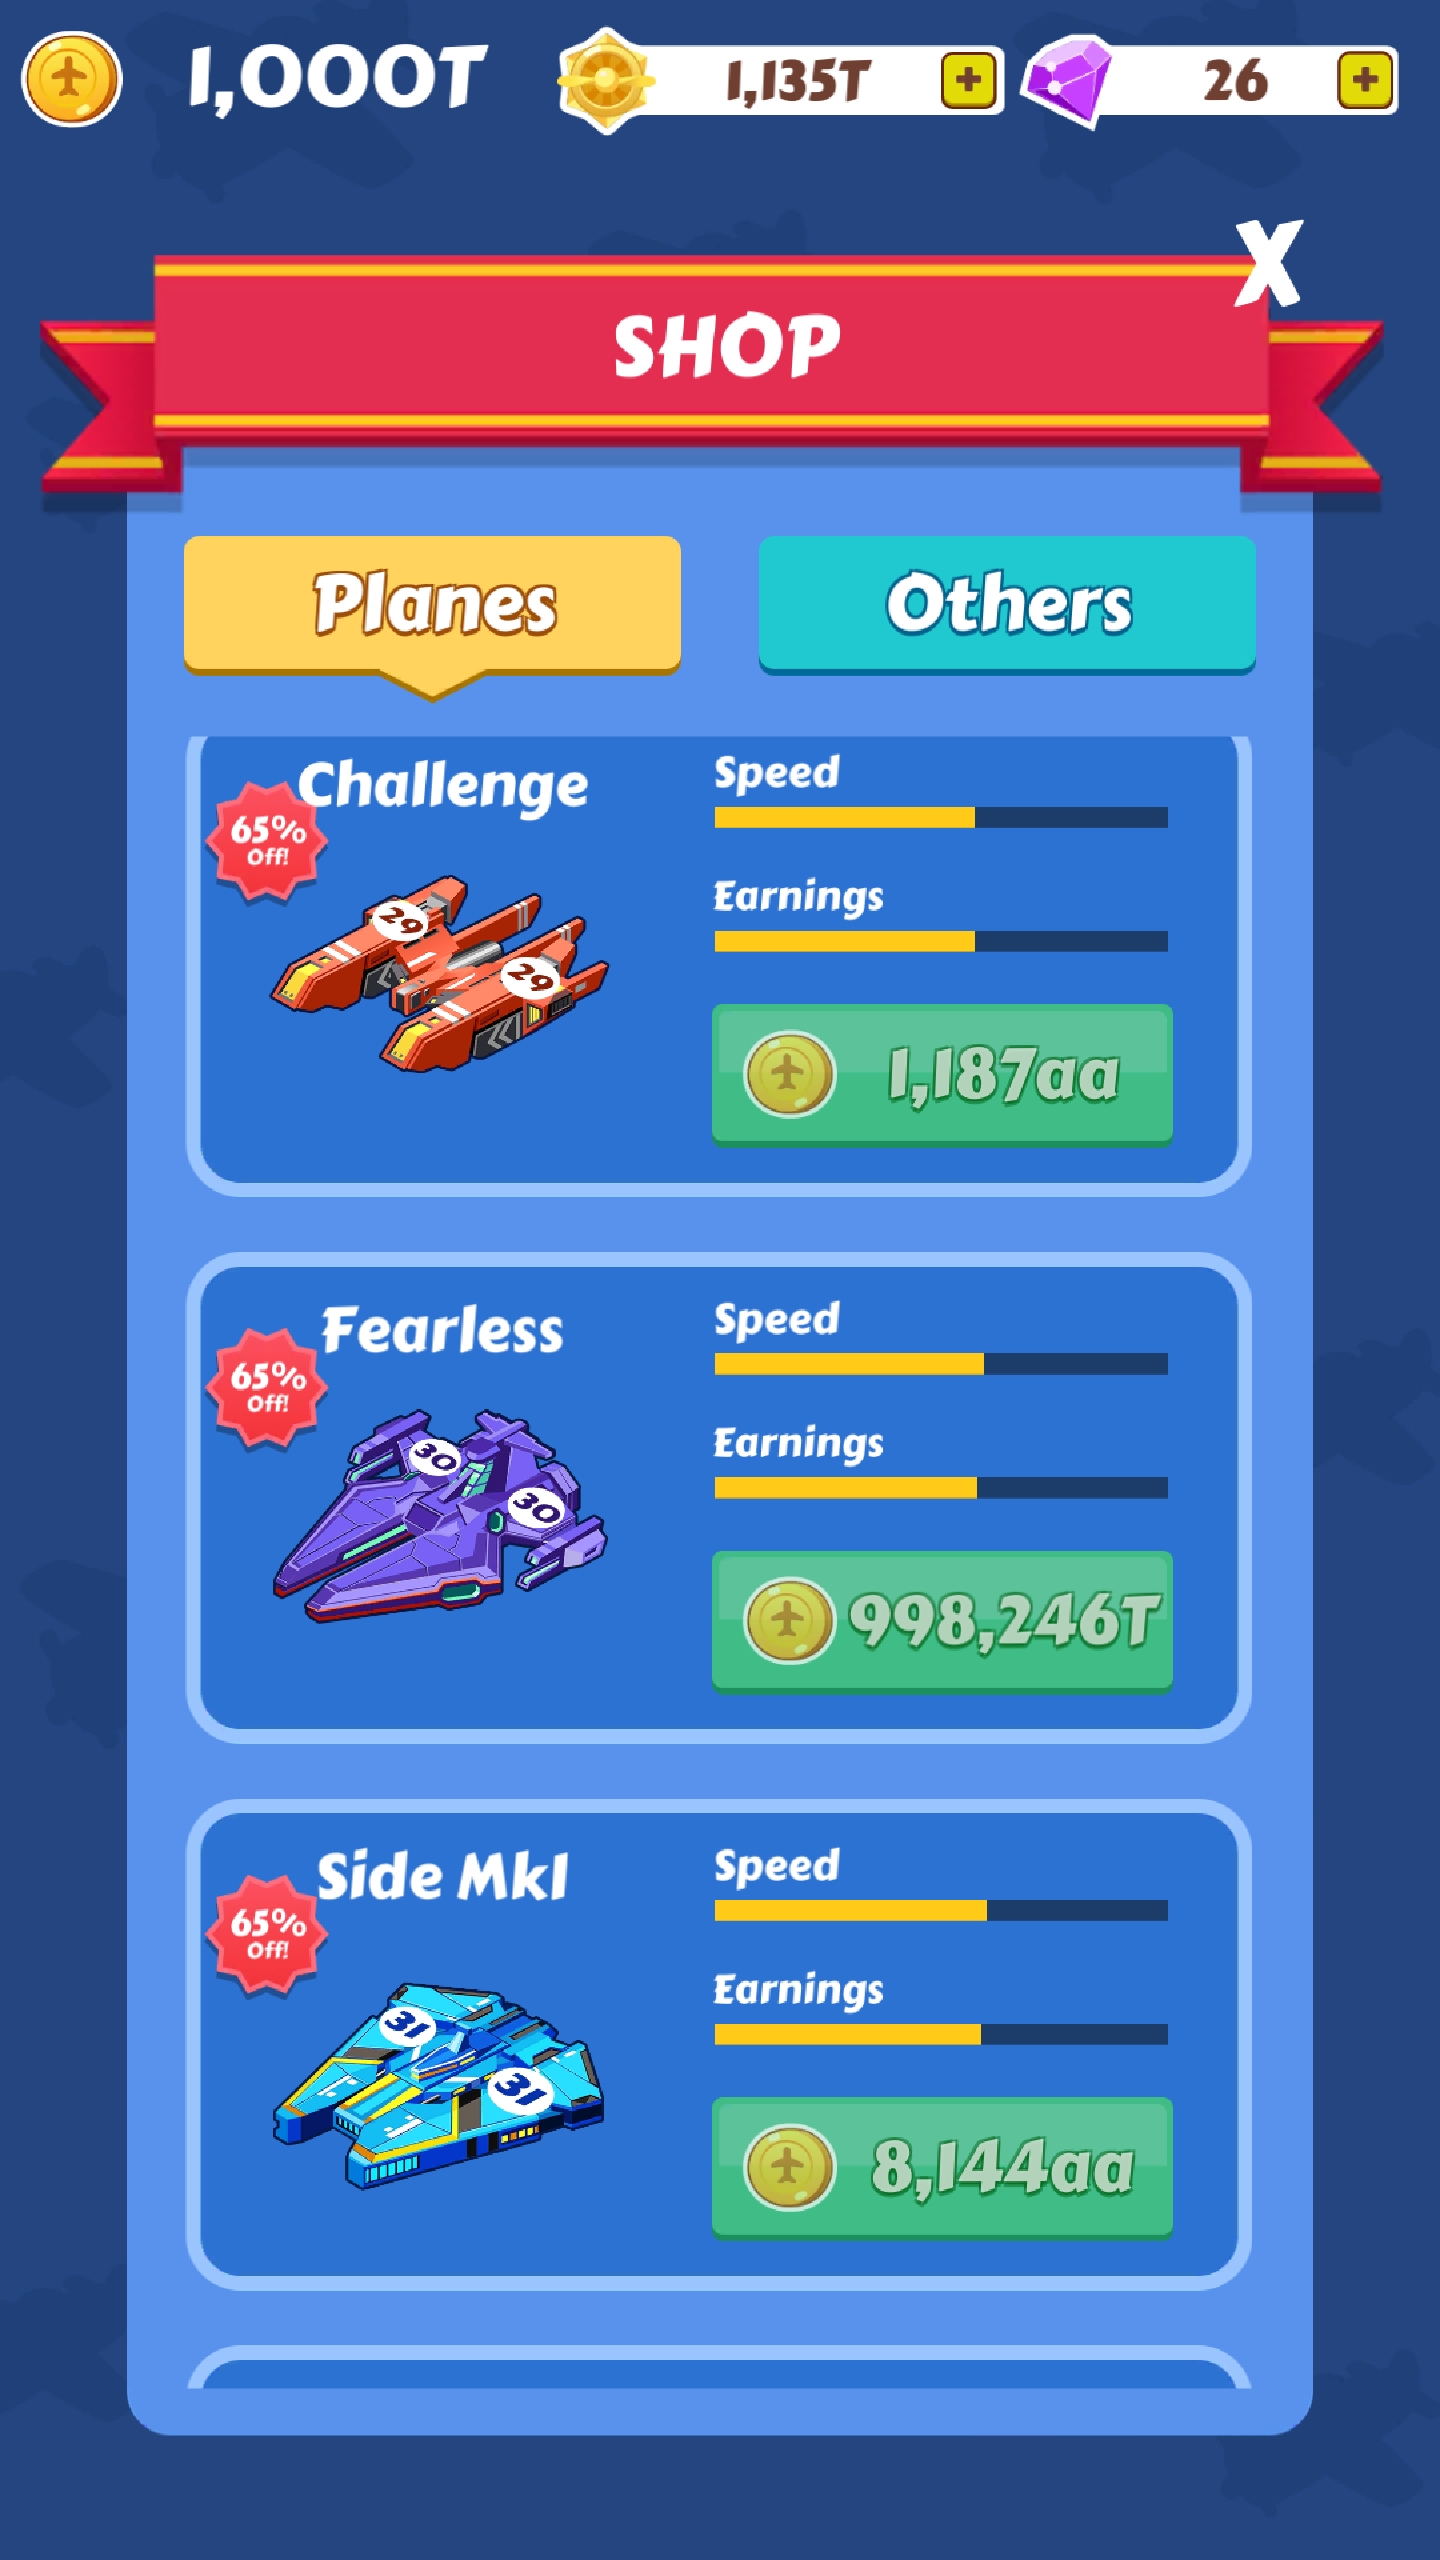 1,000T 1,135T + 26 +
X
SHOP
Planes Others
Challenge
65%
Off!
29
29
Speed
Earnings
1,187aa
Fearless
65%
Off!
30
30
Speed
Earnings
998,246T
Side MkI
65%
Off!
31
31
Speed
Earnings
8,144aa